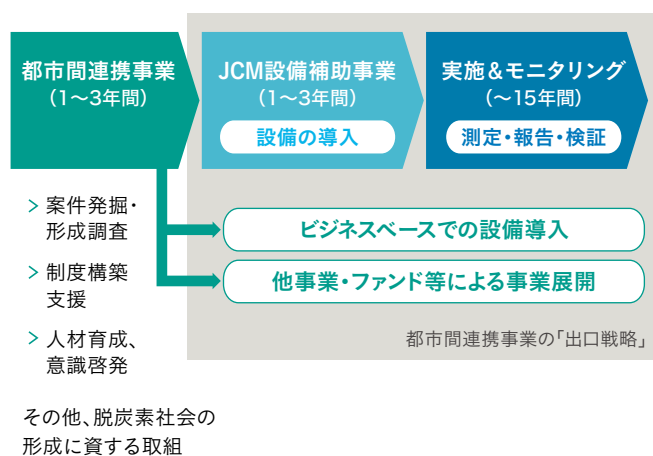 都市間連携事業
（1～3年間）
JCM設備補助事業
（1～3年間）
設備の導入
実施＆モニタリング
（～15年間）
測定・報告・検証
> 案件発掘・
形成調査
> 制度構築
支援
> 人材育成、
意識啓発
その他、脱炭素社会の
形成に資する取組
ビジネスベースでの設備導入
他事業・ファンド等による事業展開
都市間連携事業の「出口戦略」